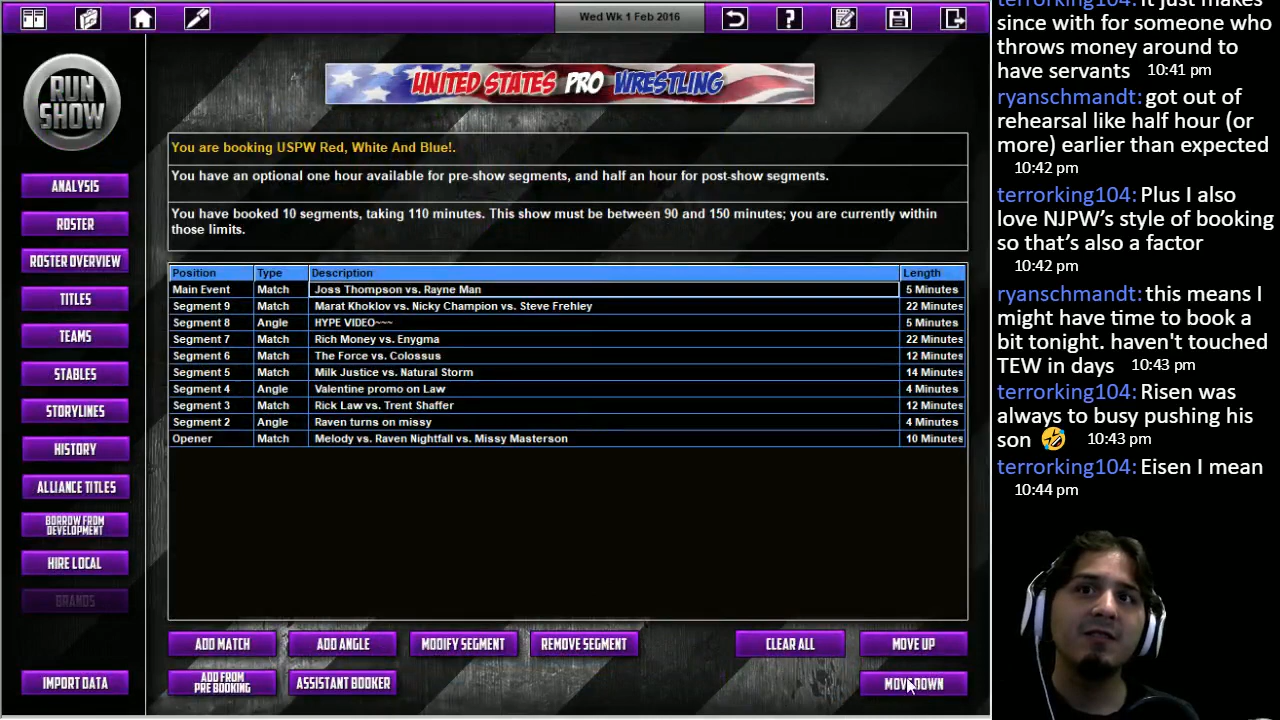 Wed Wk 1 Feb 2016
RUN
SHOW
UNITED STATES PRO WRESTLING
You are booking USPW Red, White And Blue!.
You have an optional one hour available for pre-show segments, and half an hour for post-show segments.
You have booked 10 segments, taking 110 minutes. This show must be between 90 and 150 minutes; you are currently within
those limits.
ANALYSIS
ROSTER
ROSTER OVERVIEW
TITLES
TEAMS
STABLES
STORYLINES
HISTORY
ALLIANCE TITLES
BORROW FROM
DEVELOPMENT
HIRE LOCAL
BRANDS
IMPORT DATA
Position Type Description Length
Main Event Match Joss Thompson vs. Rayne Man 5 Minutes
Segment 9 Match Marat Khoklov vs. Nicky Champion vs. Steve Frehley 22 Minutes
Segment 8 Angle HYPE VIDEO~~~ 5 Minutes
Segment 7 Match Rich Money vs. Enygma 22 Minutes
Segment 6 Match The Force vs. Colossus 12 Minutes
Segment 5 Match Milk Justice vs. Natural Storm 14 Minutes
Segment 4 Angle Valentine promo on Law 4 Minutes
Segment 3 Match Rick Law vs. Trent Shaffer 12 Minutes
Segment 2 Angle Raven turns on missy 4 Minutes
Opener Match Melody vs. Raven Nightfall vs. Missy Masterson 10 Minutes
ADD MATCH ADD ANGLE MODIFY SEGMENT REMOVE SEGMENT CLEAR ALL MOVE UP
ADD FROM
PRE BOOKING
ASSISTANT BOOKER MOVE DOWN
terrorking104: It just makes
since with for someone who
throws money around to
have servants 10:41 pm
ryanschmandt: got out of
rehearsal like half hour (or
more) earlier than expected
10:42 pm
terrorking104: Plus I also
love NJPW's style of booking
so that's also a factor
10:42 pm
ryanschmandt: this means I
might have time to book a
bit tonight. haven't touched
TEW in days 10:43 pm
terrorking104: Risen was
always to busy pushing his
son 🤣 10:43 pm
terrorking104: Eisen I mean
10:44 pm